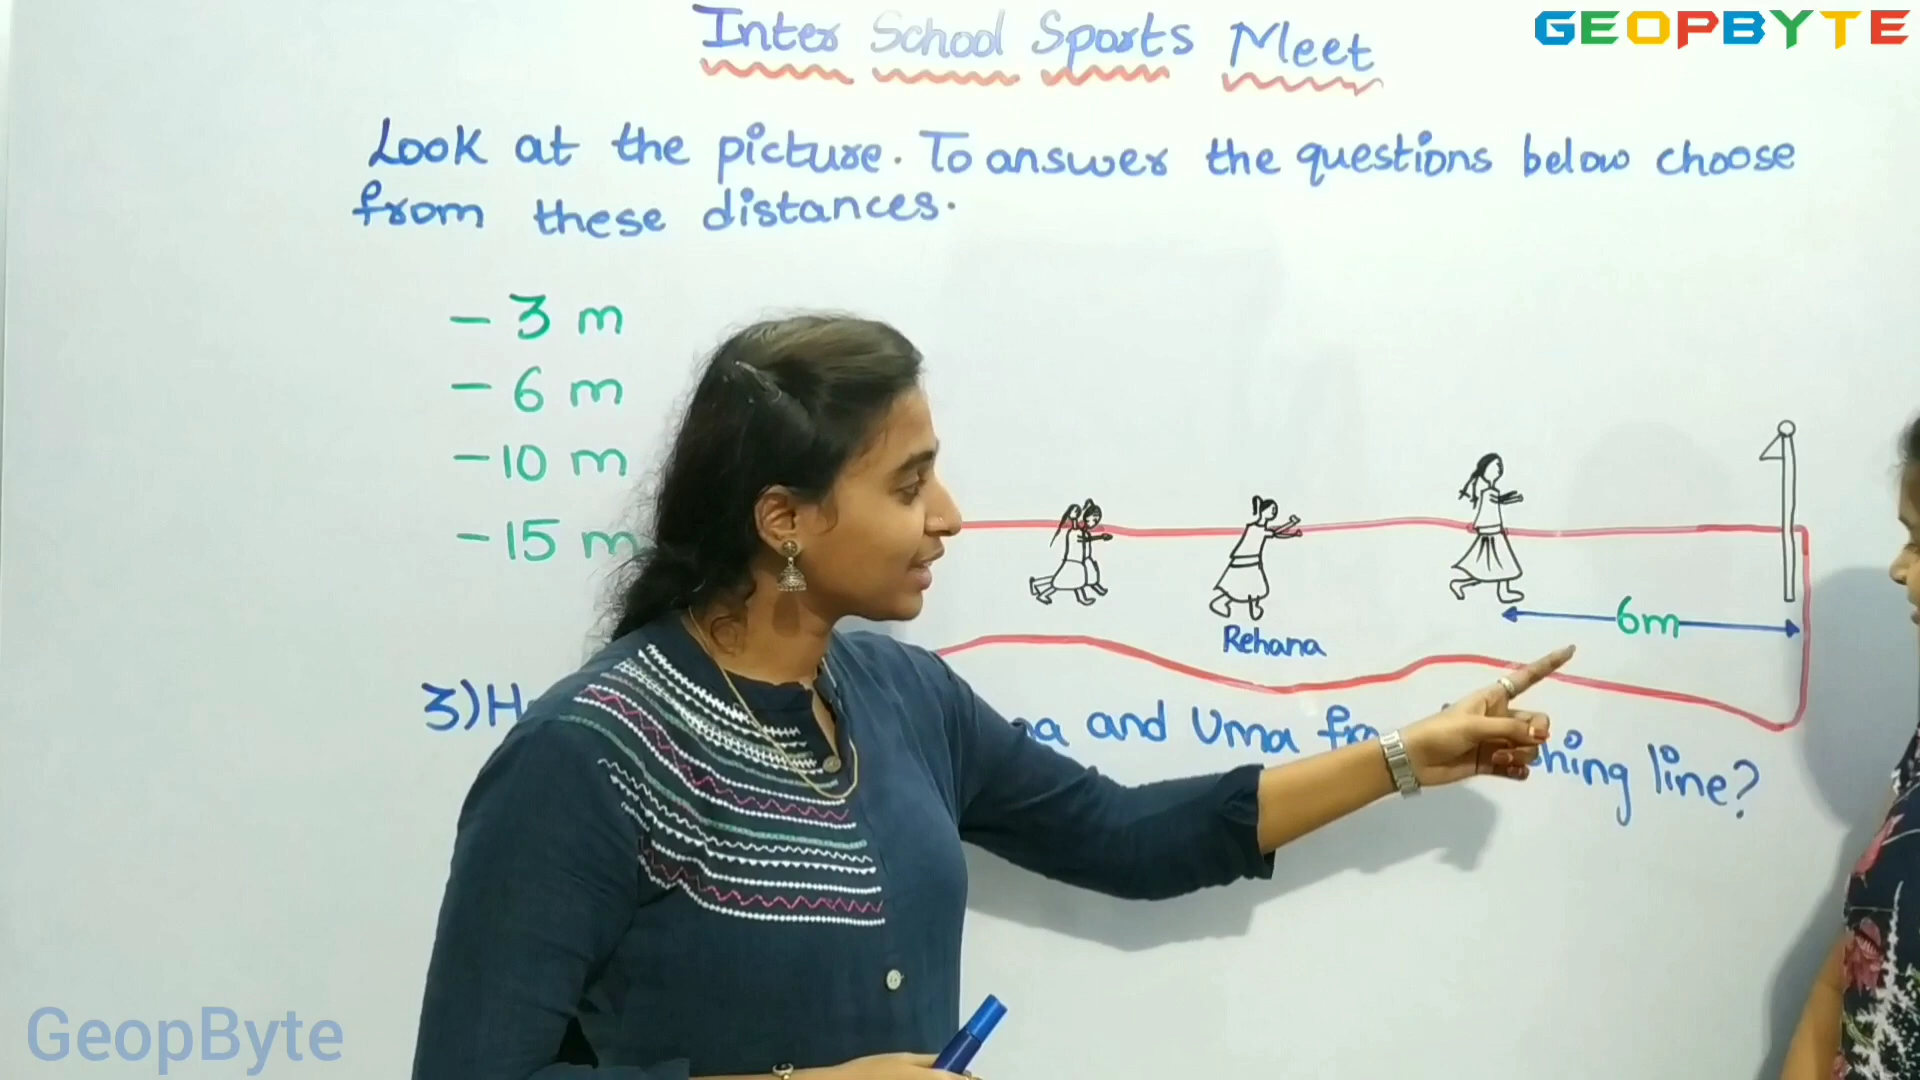 GEOPBYTE
Inter School Sports Meet
Look at the picture. To answer the questions below choose
from these distances.
- 3 m
- 6 m
- 10 m
- 15 m
6m
Rehana
3) and Uma line?
GeopByte